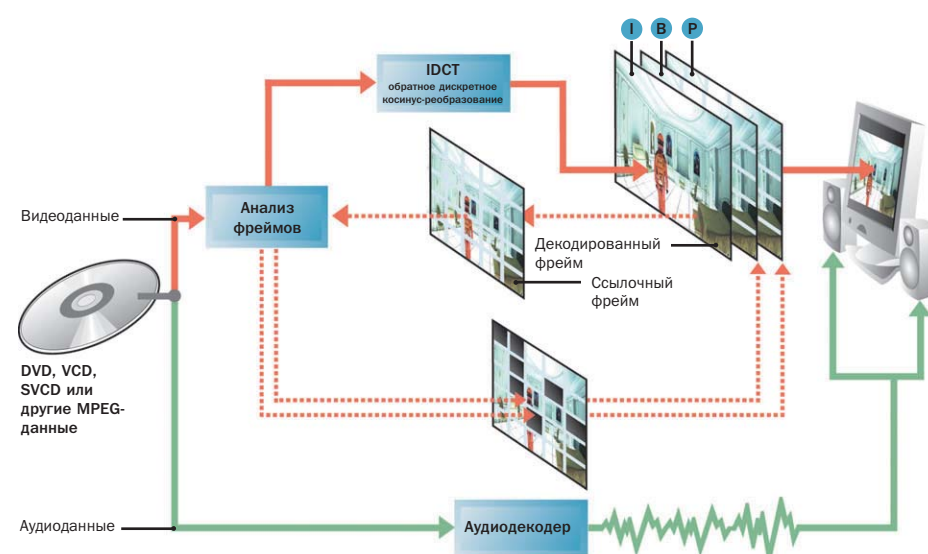 I
B
P
IDCT
обратное дискретное
косинус-реобразование
Анализ
фреймов
Видеоданные
Декодированный
фрейм
Ссылочный
фрейм
DVD, VCD,
SVCD или
другие MPEG-
данные
Аудиоданные
Аудиодекодер